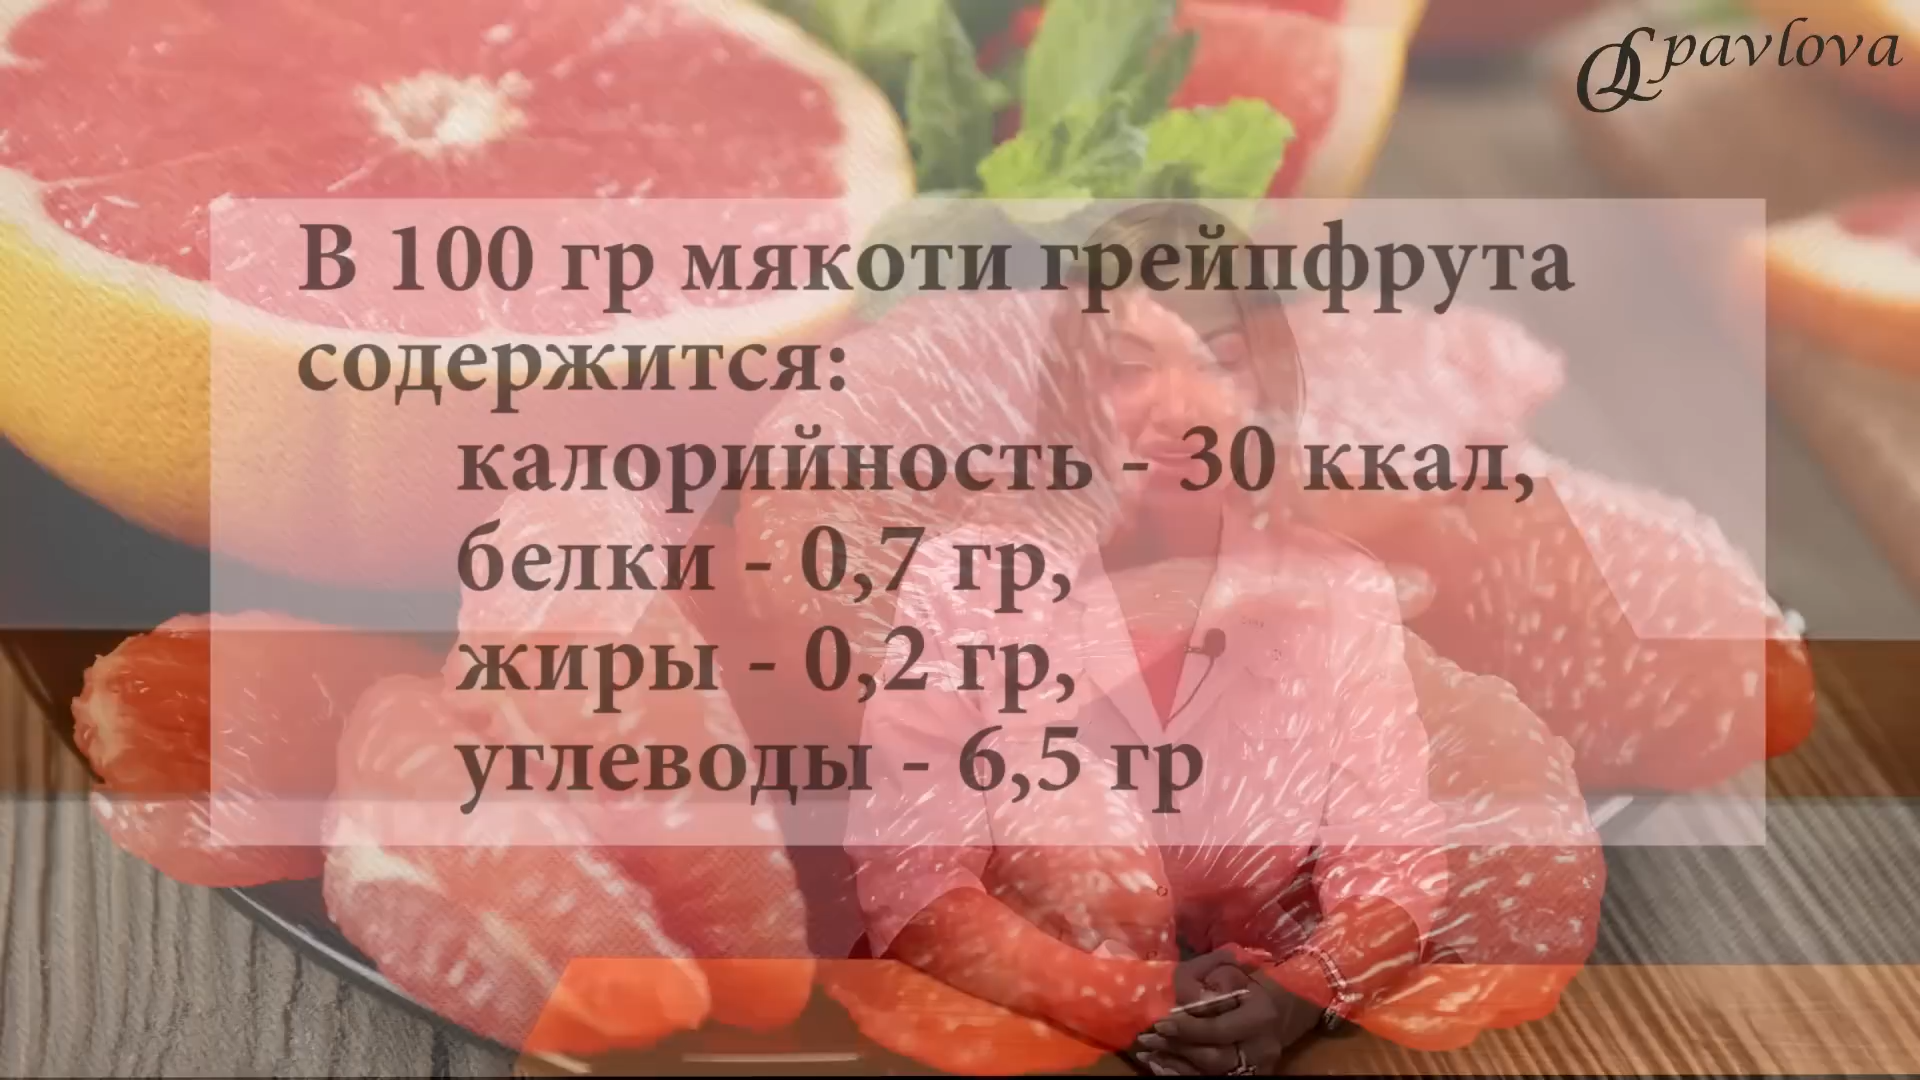 pavlova
В 100 гр мякоти грейпфрута
содержится:
калорийность - 30 ккал,
белки - 0,7 гр,
жиры - 0,2 гр,
углеводы - 6,5 гр